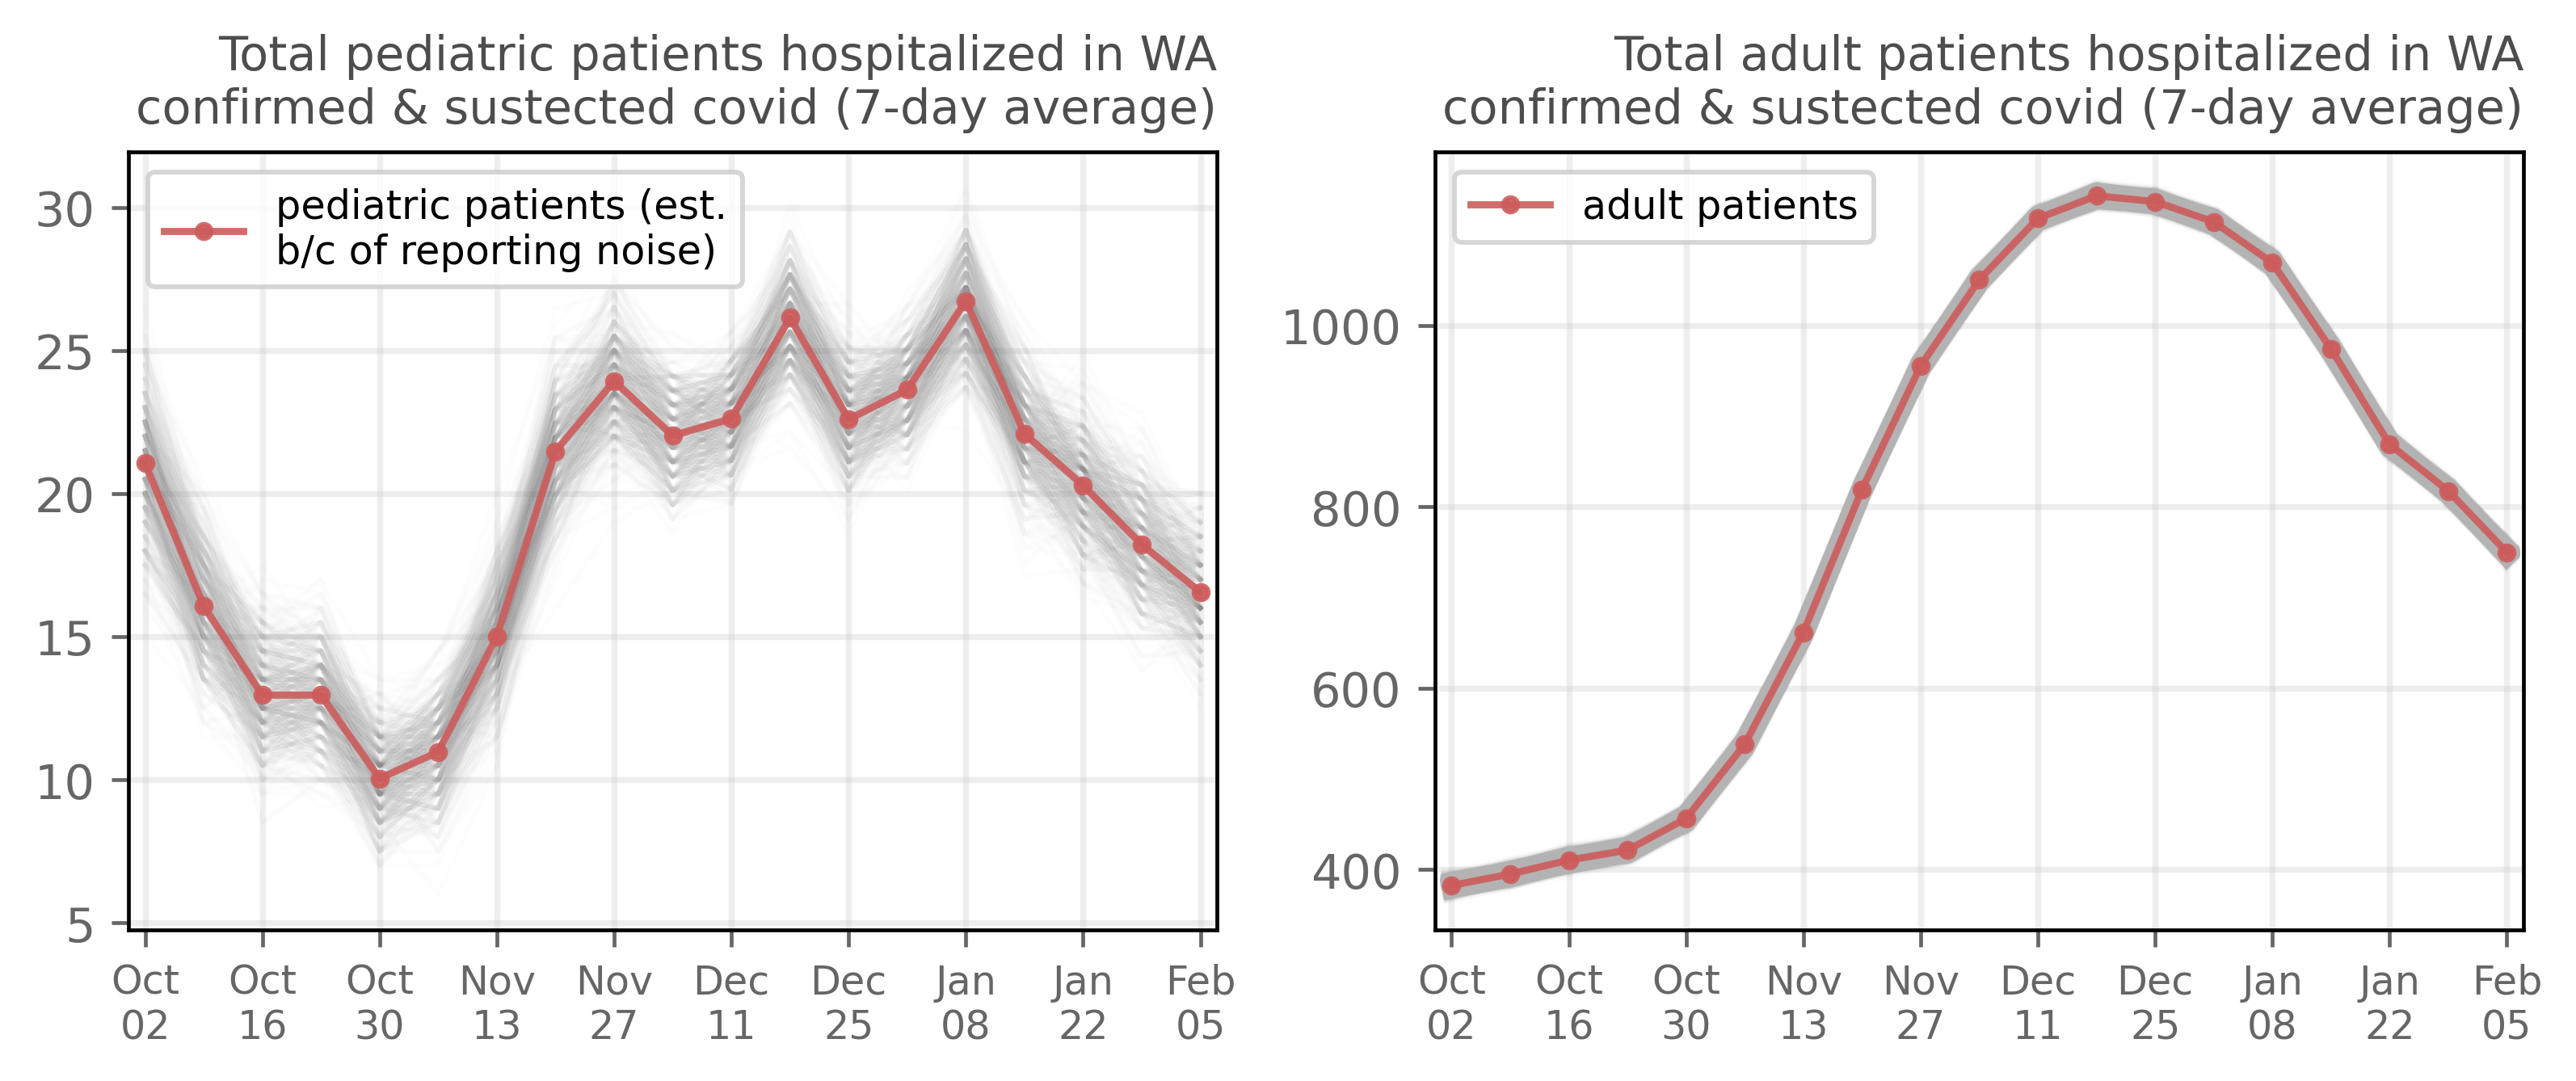 Total pediatric patients hospitalized in WA
confirmed & sustected covid (7-day average)
pediatric patients (est.
b/c of reporting noise)
30
25
20
15
10
5
Oct Oct Oct Nov Nov Dec Dec Jan Jan Feb
02 16 30 13 27 11 25 08 22 05
Total adult patients hospitalized in WA
confirmed & sustected covid (7-day average)
adult patients
1000
800
600
400
Oct Oct Oct Nov Nov Dec Dec Jan Jan Feb
02 16 30 13 27 11 25 08 22 05